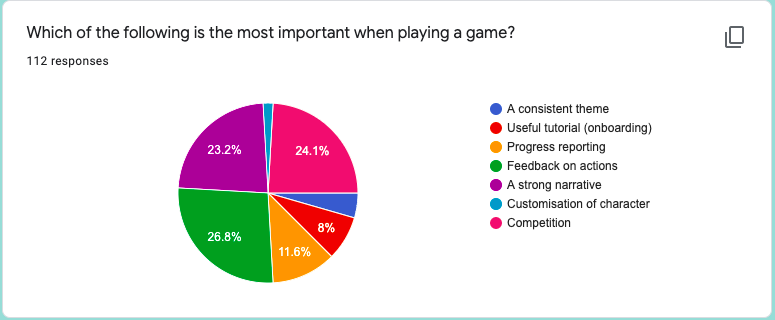 Which of the following is the most important when playing a game?
112 responses
A consistent theme
Useful tutorial (onboarding)
Progress reporting
Feedback on actions
A strong narrative
Customisation of character
Competition
23.2%
24.1%
8%
26.8%
11.6%